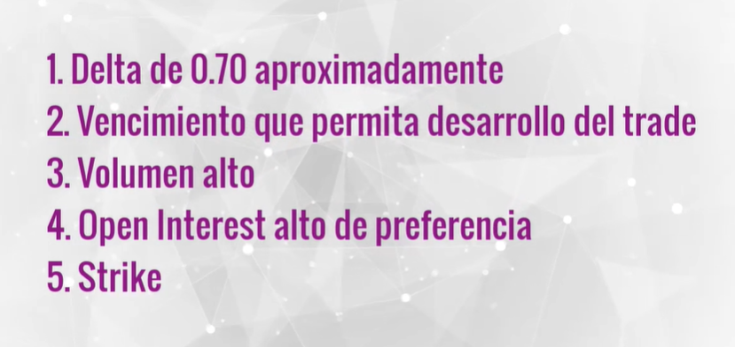 1. Delta de 0.70 aproximadamente
2. Vencimiento que permita desarrollo del trade
3. Volumen alto
4. Open Interest alto de preferencia
5. Strike